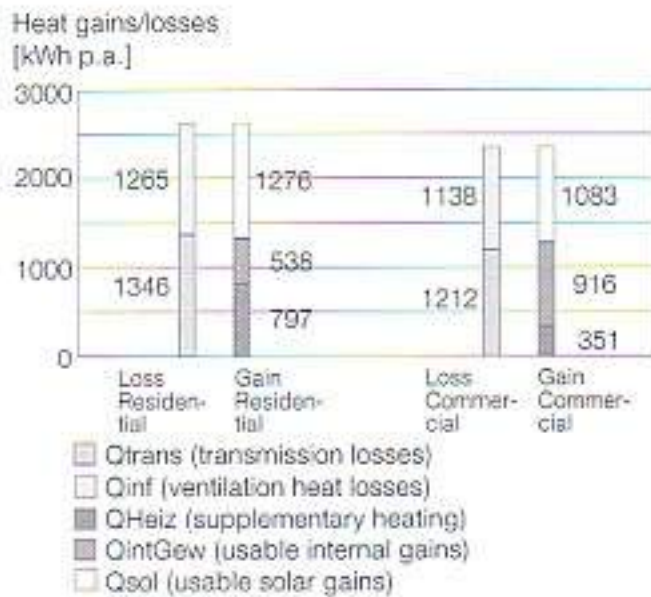 Heat gains/losses
[kWh p.a.]
3000
2000
1000
0
1265
1276
1138
1083
1346
538
797
1212
916
351
Loss
Residen-
tial
Gain
Residen-
tial
Loss
Commer-
cial
Gain
Commer-
cial
Qtrans (transmission losses)
Qinf (ventilation heat losses)
QHeiz (supplementary heating)
QintGew (usable internal gains)
Qsol (usable solar gains)